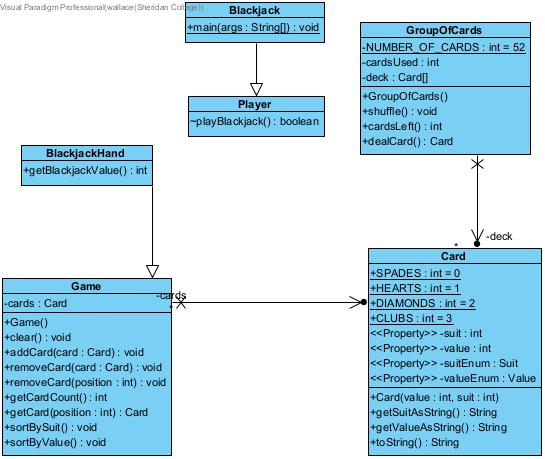 Visual Paradigm Professional(wallace(Sheridan College))
Blackjack
+main(args : String[]) : void
Player
~playBlackjack() : boolean
GroupOfCards
-NUMBER_OF_CARDS : int = 52
-cardsUsed : int
-deck : Card[]
+GroupOfCards()
+shuffle() : void
+cardsLeft() : int
+dealCard() : Card
BlackjackHand
+getBlackjackValue() : int
-deck
*
Game
-cards : Card
+Game()
+clear() : void
+addCard(card : Card) : void
+removeCard(card : Card) : void
+removeCard(position : int) : void
+getCardCount() : int
+getCard(position : int) : Card
+sortBySuit() : void
+sortByValue() : void
-cards
Card
+SPADES : int = 0
+HEARTS : int = 1
+DIAMONDS : int = 2
+CLUBS : int = 3
<<Property>> -suit : int
<<Property>> -value : int
<<Property>> -suitEnum : Suit
<<Property>> -valueEnum : Value
+Card(value : int, suit : int)
+getSuitAsString() : String
+getValueAsString() : String
+toString() : String